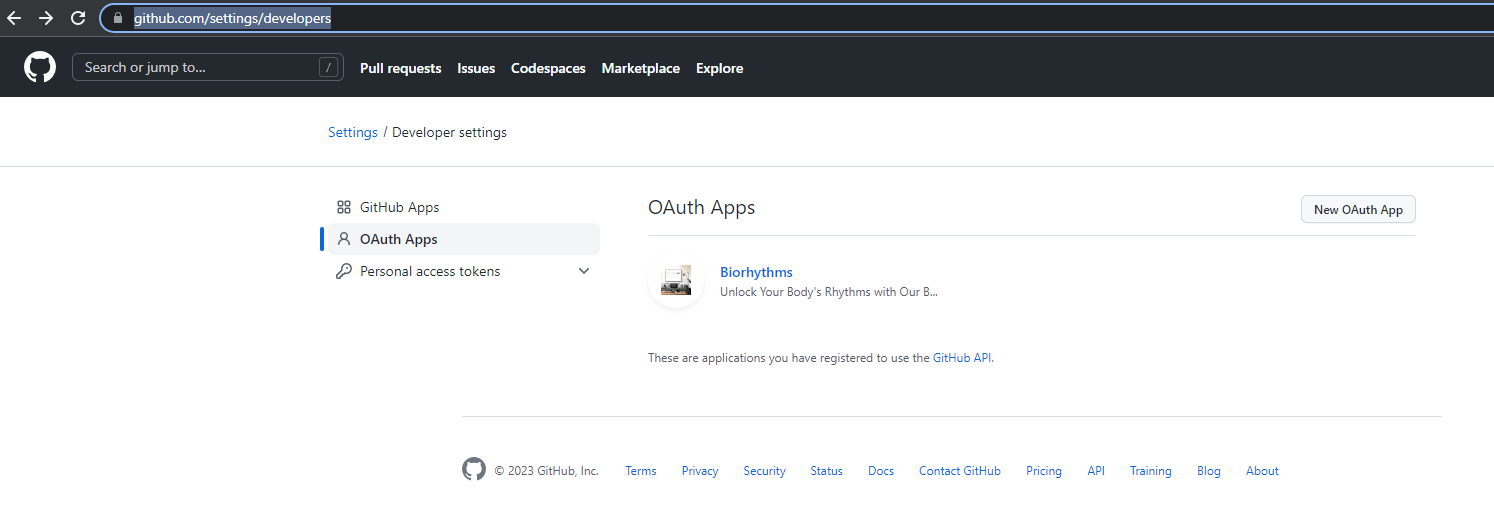 github.com/settings/developers
Search or jump to... / Pull requests Issues Codespaces Marketplace Explore
Settings / Developer settings
GitHub Apps
OAuth Apps
Personal access tokens
OAuth Apps New OAuth App
Biorhythms
Unlock Your Body's Rhythms with Our B...
These are applications you have registered to use the GitHub API.
© 2023 GitHub, Inc. Terms Privacy Security Status Docs Contact GitHub Pricing API Training Blog About